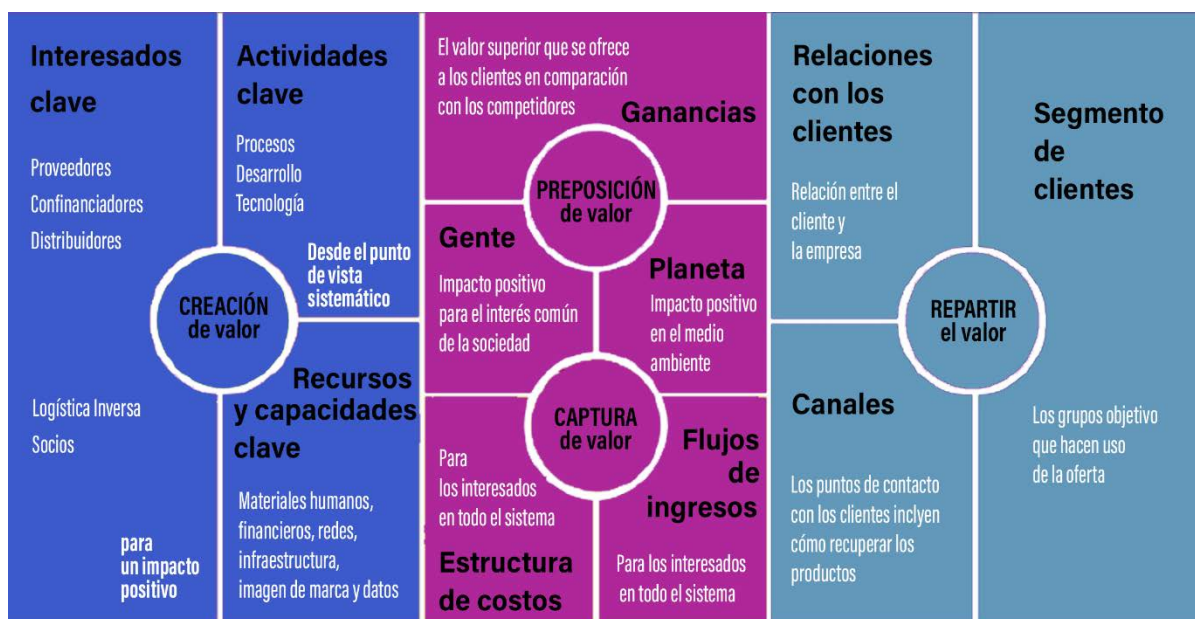 Interesados
clave
Proveedores
Confinanciadores
Distribuidores
CREACIÓN
de valor
Logística Inversa
Socios
para
un impacto
positivo
Actividades
clave
Procesos
Desarrollo
Tecnología
Desde el punto
de vista
sistemático
Recursos
y capacidades
clave
Materiales humanos,
financieros, redes,
infraestructura,
imagen de marca y datos
El valor superior que se ofrece
a los clientes en comparación
con los competidores
Ganancias
PREPOSICIÓN
de valor
Gente
Impacto positivo
para el interés común
de la sociedad
Planeta
Impacto positivo
en el medio
ambiente
CAPTURA
de valor
Para
los interesados
en todo el sistema
Estructura
de costos
Flujos
de
ingresos
Para los interesados
en todo el sistema
Relaciones
con los
clientes
Relación entre el
cliente y
la empresa
REPARTIR
el valor
Canales
Los puntos de contacto
con los clientes inclyen
cómo recuperar los
productos
Segmento
de
clientes
Los grupos objetivo
que hacen uso
de la oferta